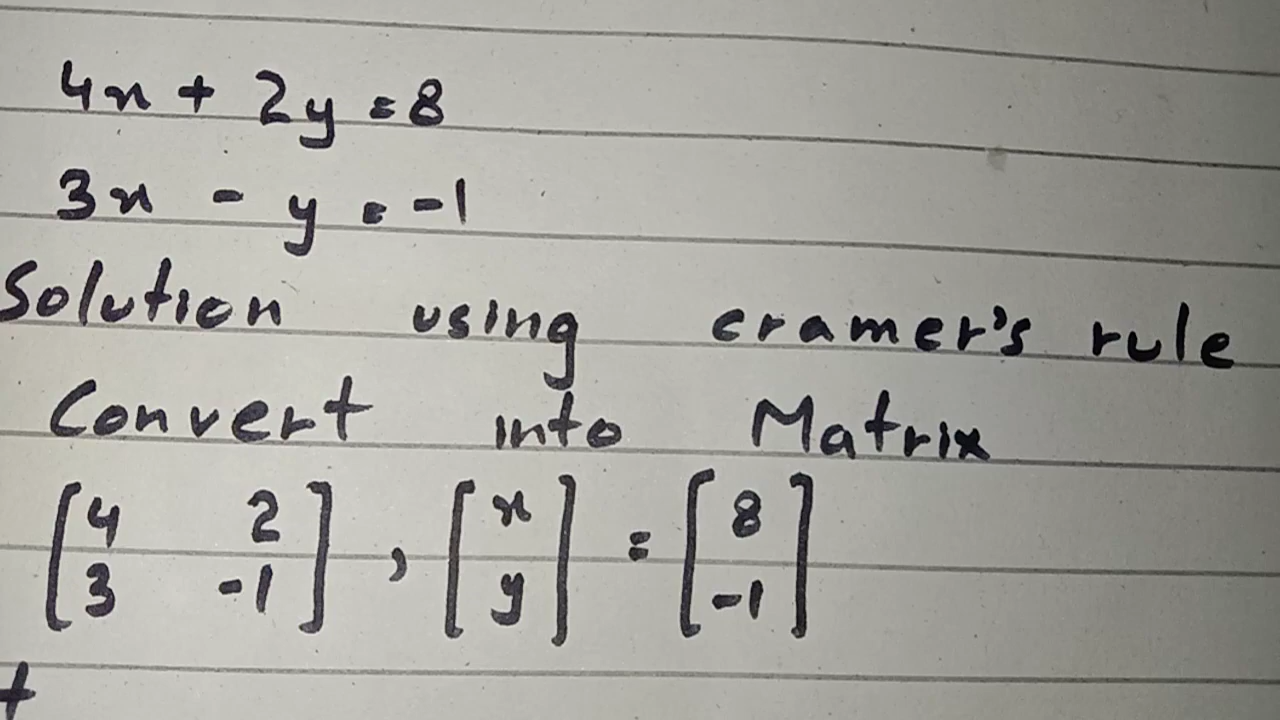 4x + 2y = 8
3x - y = -1
Solution using cramer's rule
Convert into Matrix
[4 2
3 -1], [x
y] = [8
-1]